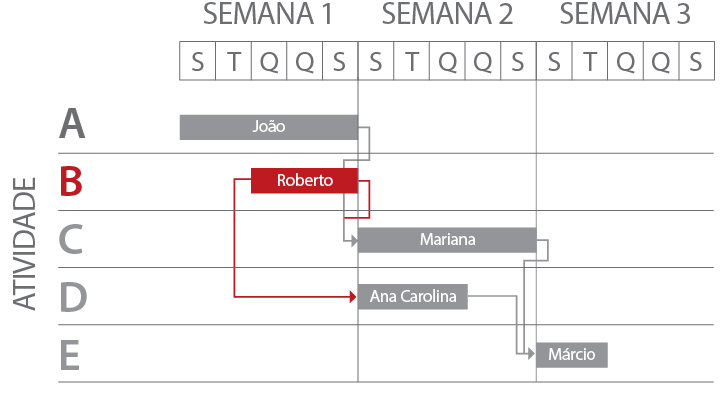 SEMANA 1 SEMANA 2 SEMANA 3
S T Q Q S S T Q Q S S T Q Q S
ATIVIDADE
A João
B Roberto
C Mariana
D Ana Carolina
E Márcio